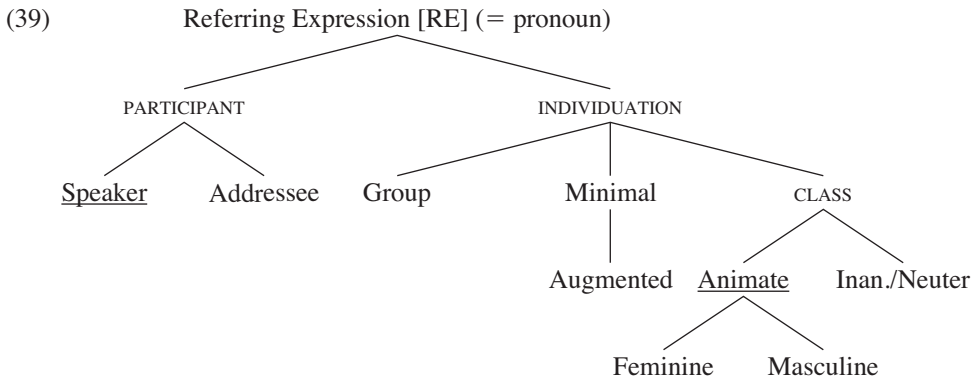 (39) Referring Expression [RE] (= pronoun)
PARTICIPANT INDIVIDUATION
Speaker Addressee Group Minimal CLASS
Augmented Animate Inan./Neuter
Feminine Masculine